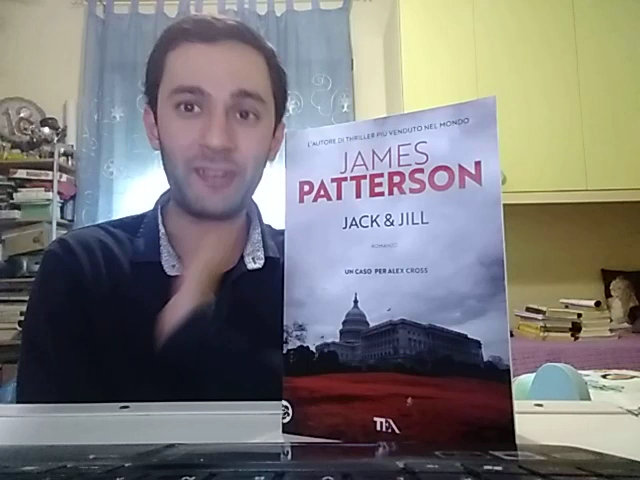 L'AUTORE DI THRILLER PIÙ VENDUTO NEL MONDO
JAMES
PATTERSON
JACK & JILL
ROMANZO
UN CASO PER ALEX CROSS
TEA